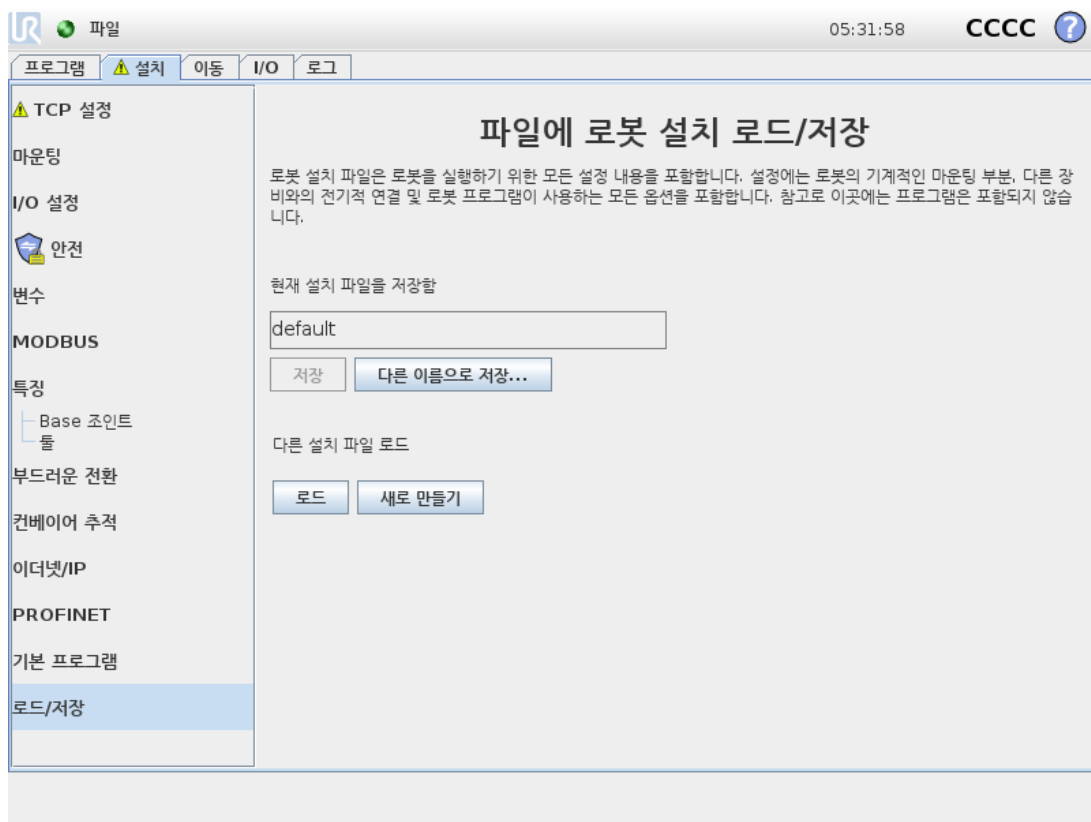 UR 파일 05:31:58 CCCC ?
프로그램 설치 이동 I/O 로그
TCP 설정
마운팅
I/O 설정
안전
변수
MODBUS
특징
Base 조인트
툴
부드러운 전환
컨베이어 추적
이더넷/IP
PROFINET
기본 프로그램
로드/저장
파일에 로봇 설치 로드/저장
로봇 설치 파일은 로봇을 실행하기 위한 모든 설정 내용을 포함합니다. 설정에는 로봇의 기계적인 마운팅 부분, 다른 장
비와의 전기적 연결 및 로봇 프로그램이 사용하는 모든 옵션을 포함합니다. 참고로 이곳에는 프로그램은 포함되지 않습
니다.
현재 설치 파일을 저장함
default
저장 다른 이름으로 저장...
다른 설치 파일 로드
로드 새로 만들기